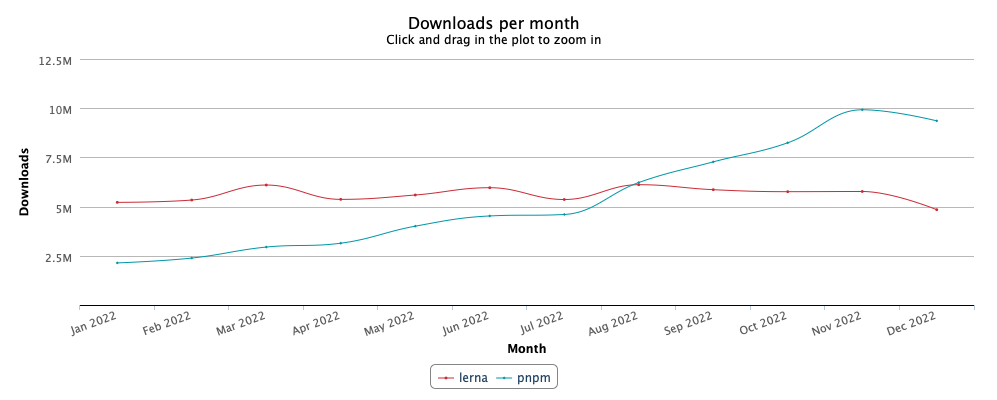 Downloads per month
Click and drag in the plot to zoom in
12.5M
10M
7.5M
5M
2.5M
Downloads
Jan 2022
Feb 2022
Mar 2022
Apr 2022
May 2022
Jun 2022
Jul 2022
Aug 2022
Sep 2022
Oct 2022
Nov 2022
Dec 2022
Month
lerna pnpm